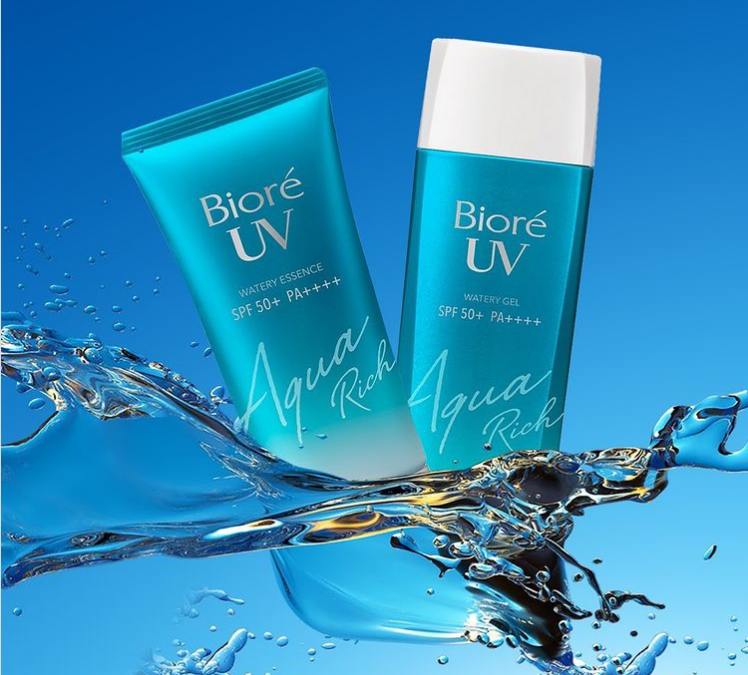 Bioré
UV
WATERY ESSENCE
SPF 50+ PA++++
Aqua
Rich
Bioré
UV
WATERY GEL
SPF 50+ PA++++
Aqua
Rich